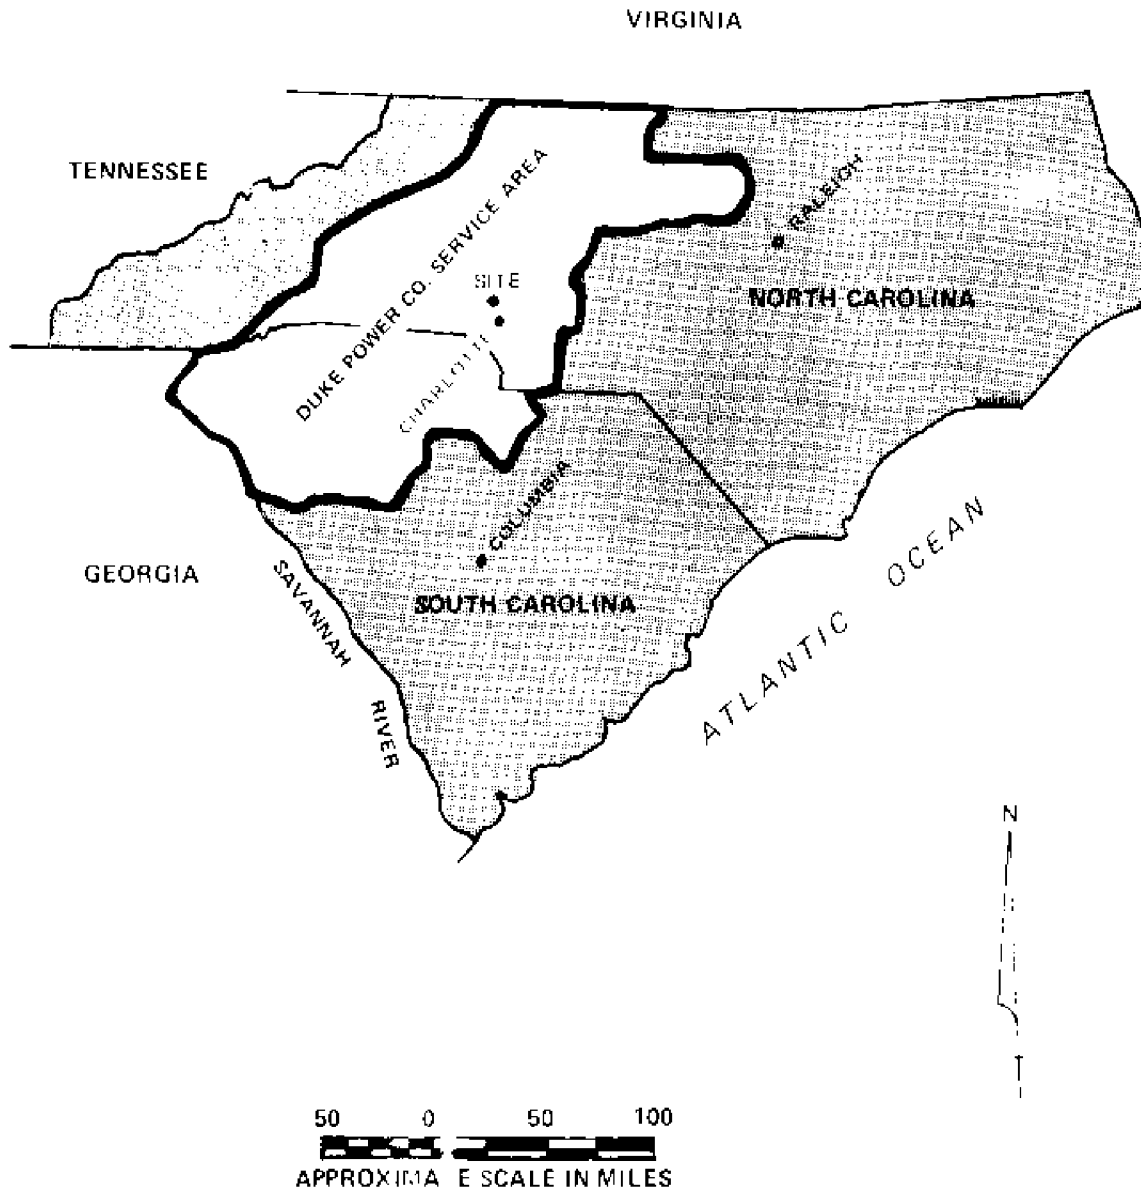 VIRGINIA
TENNESSEE
DUKE POWER CO. SERVICE AREA
RALEIGH
SITE
NORTH CAROLINA
CHARLOTTE
COLUMBIA
ATLANTIC OCEAN
GEORGIA
SAVANNAH
RIVER
SOUTH CAROLINA
N
50 0 50 100
APPROXIMA E SCALE IN MILES